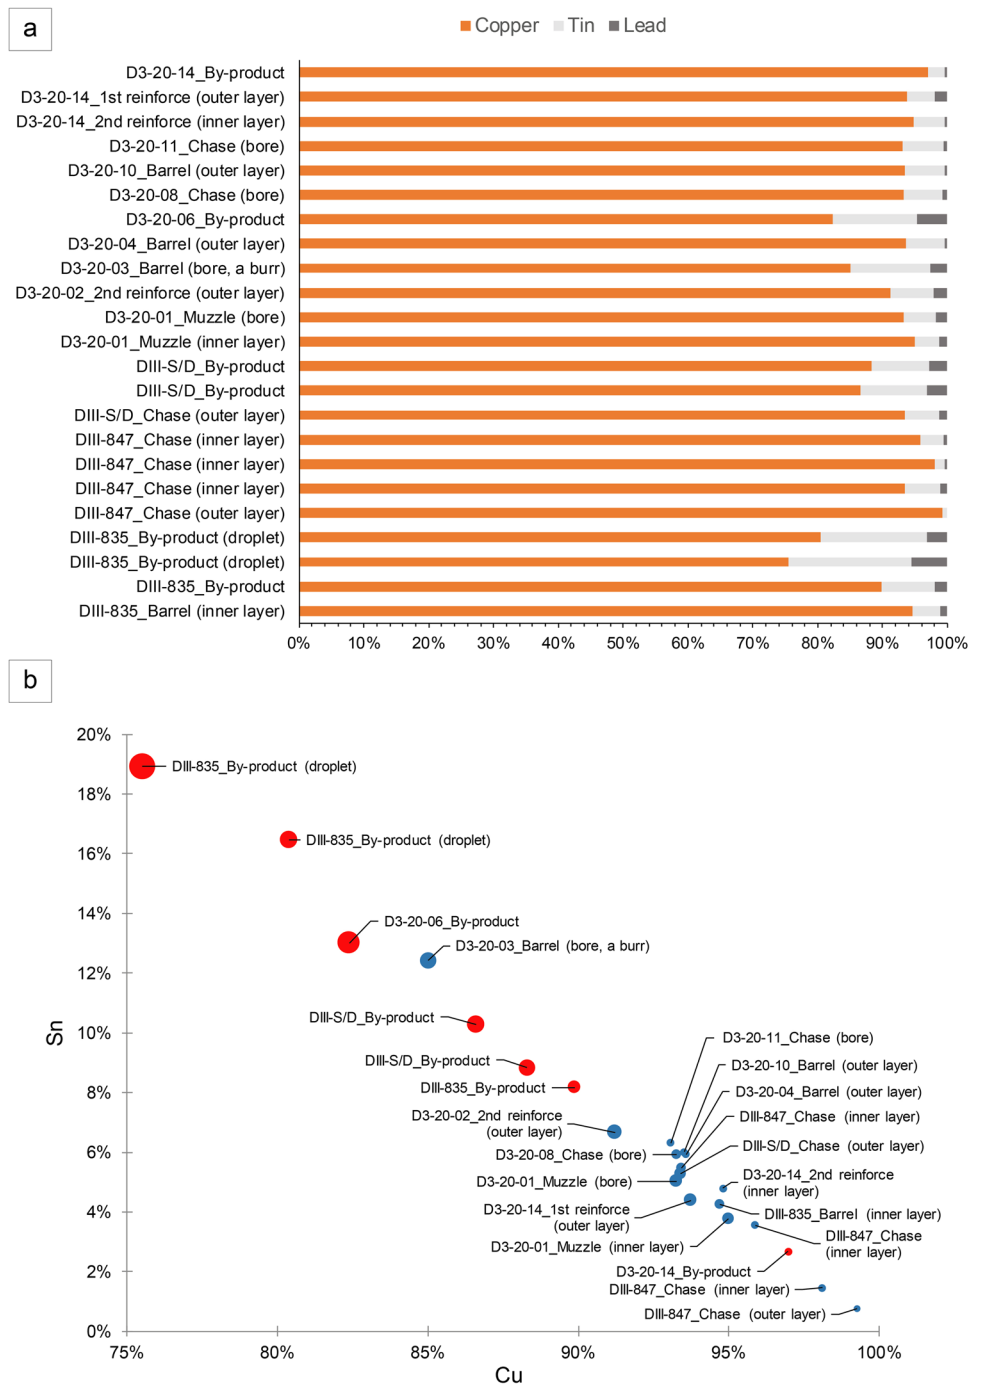 a
Copper Tin Lead
D3-20-14_By-product
D3-20-14_1st reinforce (outer layer)
D3-20-14_2nd reinforce (inner layer)
D3-20-11_Chase (bore)
D3-20-10_Barrel (outer layer)
D3-20-08_Chase (bore)
D3-20-06_By-product
D3-20-04_Barrel (outer layer)
D3-20-03_Barrel (bore, a burr)
D3-20-02_2nd reinforce (outer layer)
D3-20-01_Muzzle (bore)
D3-20-01_Muzzle (inner layer)
DIII-S/D_By-product
DIII-S/D_By-product
DIII-S/D_Chase (outer layer)
DIII-847_Chase (inner layer)
DIII-847_Chase (inner layer)
DIII-847_Chase (inner layer)
DIII-847_Chase (outer layer)
DIII-835_By-product (droplet)
DIII-835_By-product (droplet)
DIII-835_By-product
DIII-835_Barrel (inner layer)
0% 10% 20% 30% 40% 50% 60% 70% 80% 90% 100%
b
20%
18%
16%
14%
12%
10%
8%
6%
4%
2%
0%
Sn
DIII-835_By-product (droplet)
DIII-835_By-product (droplet)
D3-20-06_By-product
D3-20-03_Barrel (bore, a burr)
DIII-S/D_By-product
D3-20-11_Chase (bore)
DIII-S/D_By-product
D3-20-10_Barrel (outer layer)
DIII-835_By-product
D3-20-04_Barrel (outer layer)
D3-20-02_2nd reinforce
(outer layer)
DIII-847_Chase (inner layer)
DIII-S/D_Chase (outer layer)
D3-20-08_Chase (bore)
D3-20-14_2nd reinforce
(inner layer)
D3-20-01_Muzzle (bore)
D3-20-14_1st reinforce
(outer layer)
DIII-835_Barrel (inner layer)
DIII-847_Chase
(inner layer)
D3-20-01_Muzzle (inner layer)
D3-20-14_By-product
DIII-847_Chase (inner layer)
DIII-847_Chase (outer layer)
75% 80% 85% 90% 95% 100%
Cu